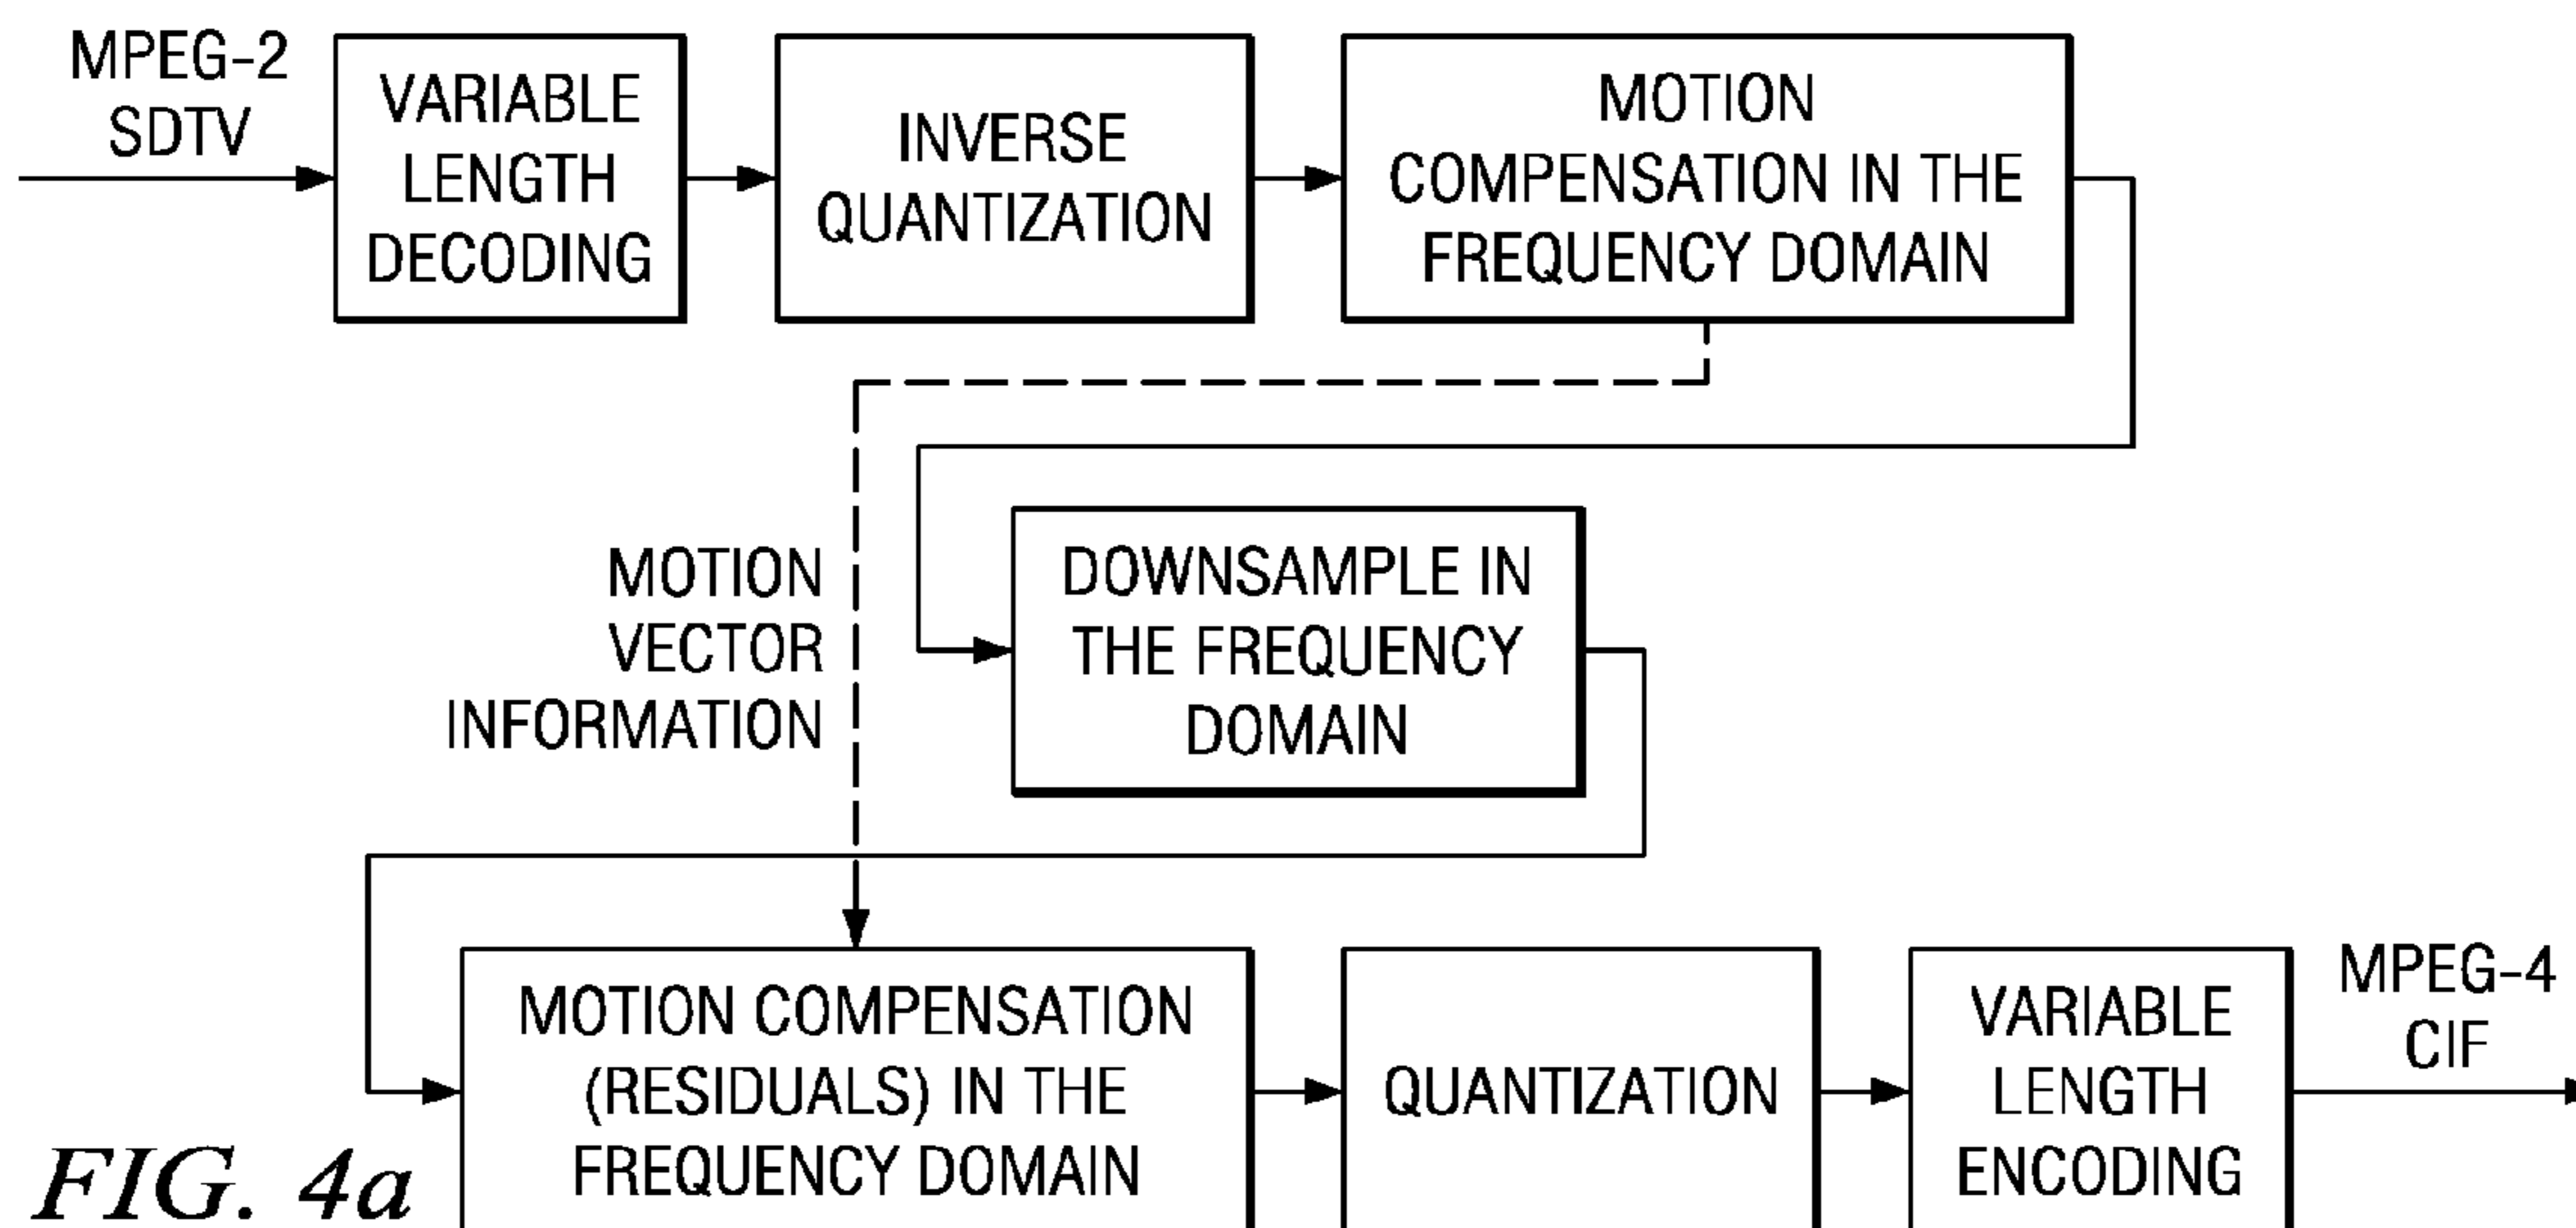 MPEG-2
SDTV
VARIABLE
LENGTH
DECODING
INVERSE
QUANTIZATION
MOTION
COMPENSATION IN THE
FREQUENCY DOMAIN
MOTION
VECTOR
INFORMATION
DOWNSAMPLE IN
THE FREQUENCY
DOMAIN
MOTION COMPENSATION
(RESIDUALS) IN THE
FREQUENCY DOMAIN
QUANTIZATION
VARIABLE
LENGTH
ENCODING
MPEG-4
CIF
FIG. 4a